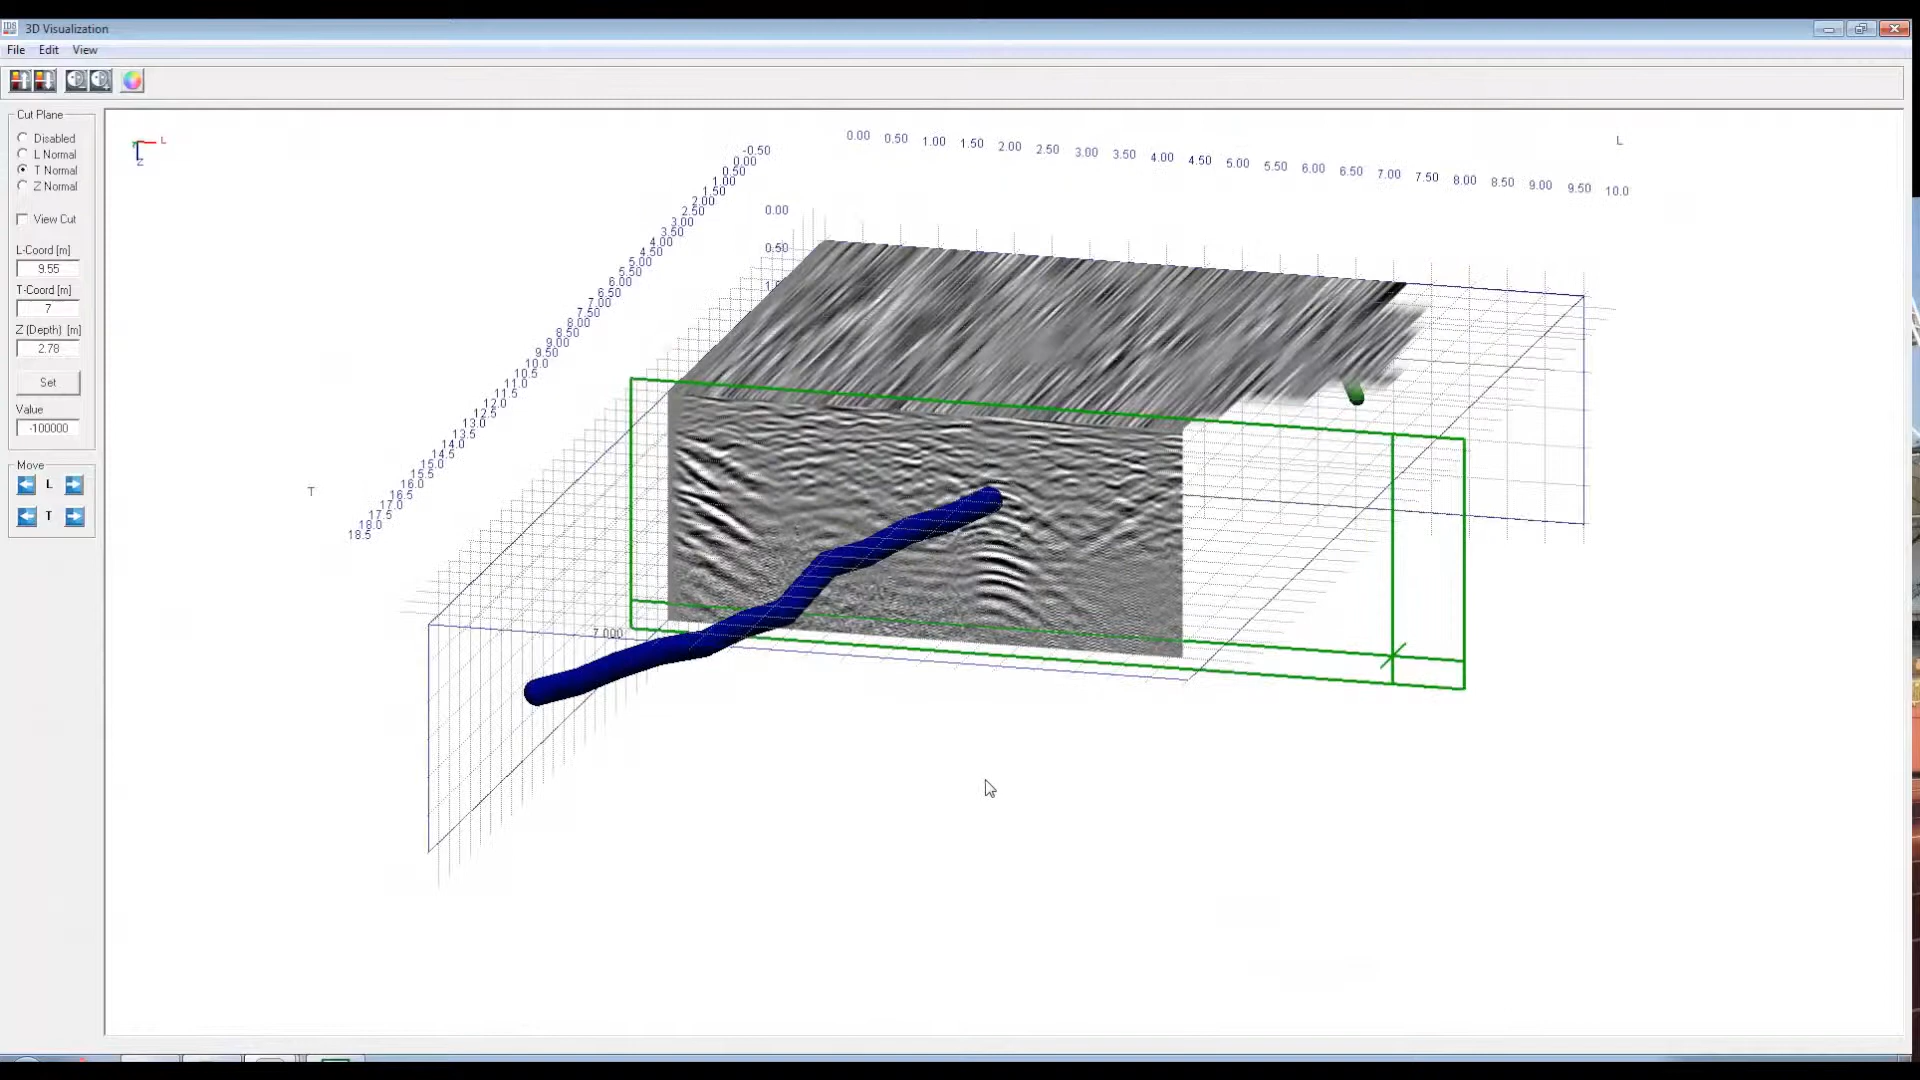 IDS
3D Visualization
File Edit View
Cut Plane
Disabled
L Normal
T Normal
Z Normal
View Cut
L-Coord [m]
9.55
T-Coord [m]
7
Z (Depth) [m]
2.78
Set
Value
-100000
Move
L
T
L
Z
0.00 0.50 1.00 1.50 2.00 2.50 3.00 3.50 4.00 4.50 5.00 5.50 6.00 6.50 7.00 7.50 8.00 8.50 9.00 9.50 10.0
L
-0.50
0.00
0.50
1.00
1.50
2.00
2.50
3.00
3.50
4.00
4.50
5.00
5.50
6.00
6.50
7.00
7.50
8.00
8.50
9.00
9.50
10.0
10.5
11.0
11.5
12.0
12.5
13.0
13.5
14.0
14.5
15.0
15.5
16.0
16.5
17.0
17.5
18.0
18.5
T
0.00
0.50
7.000